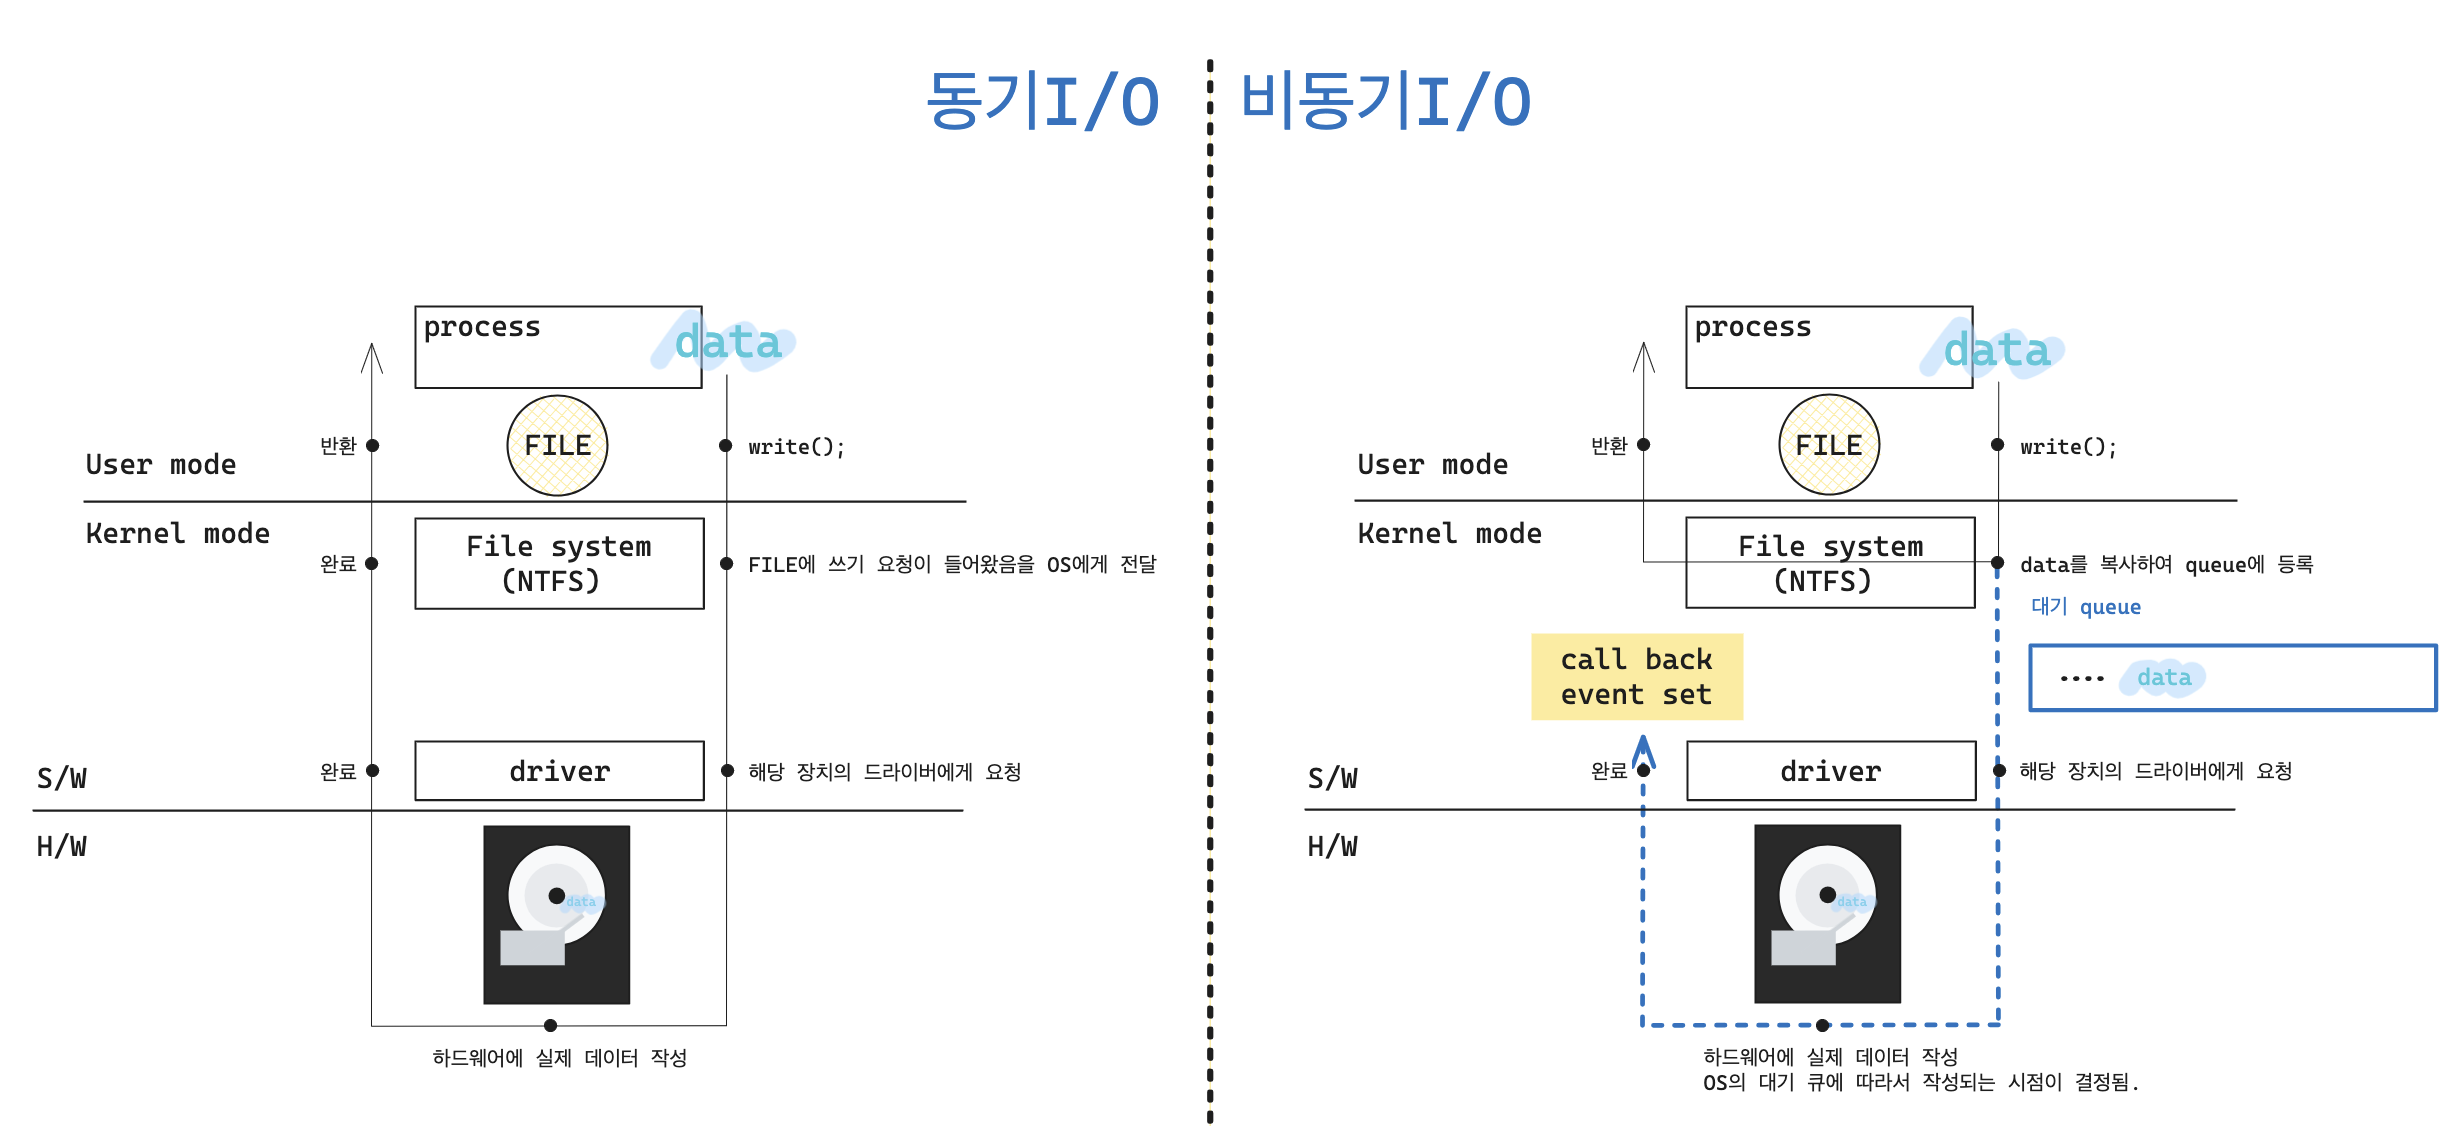 동기I/O
process
data
FILE
반환
write();
User mode
Kernel mode
File system
(NTFS)
완료
FILE에 쓰기 요청이 들어왔음을 OS에게 전달
driver
완료
해당 장치의 드라이버에게 요청
S/W
H/W
data
하드웨어에 실제 데이터 작성
비동기I/O
process
data
FILE
반환
write();
User mode
Kernel mode
File system
(NTFS)
data를 복사하여 queue에 등록
대기 queue
.... data
call back
event set
driver
완료
해당 장치의 드라이버에게 요청
S/W
H/W
data
하드웨어에 실제 데이터 작성
OS의 대기 큐에 따라서 작성되는 시점이 결정됨.